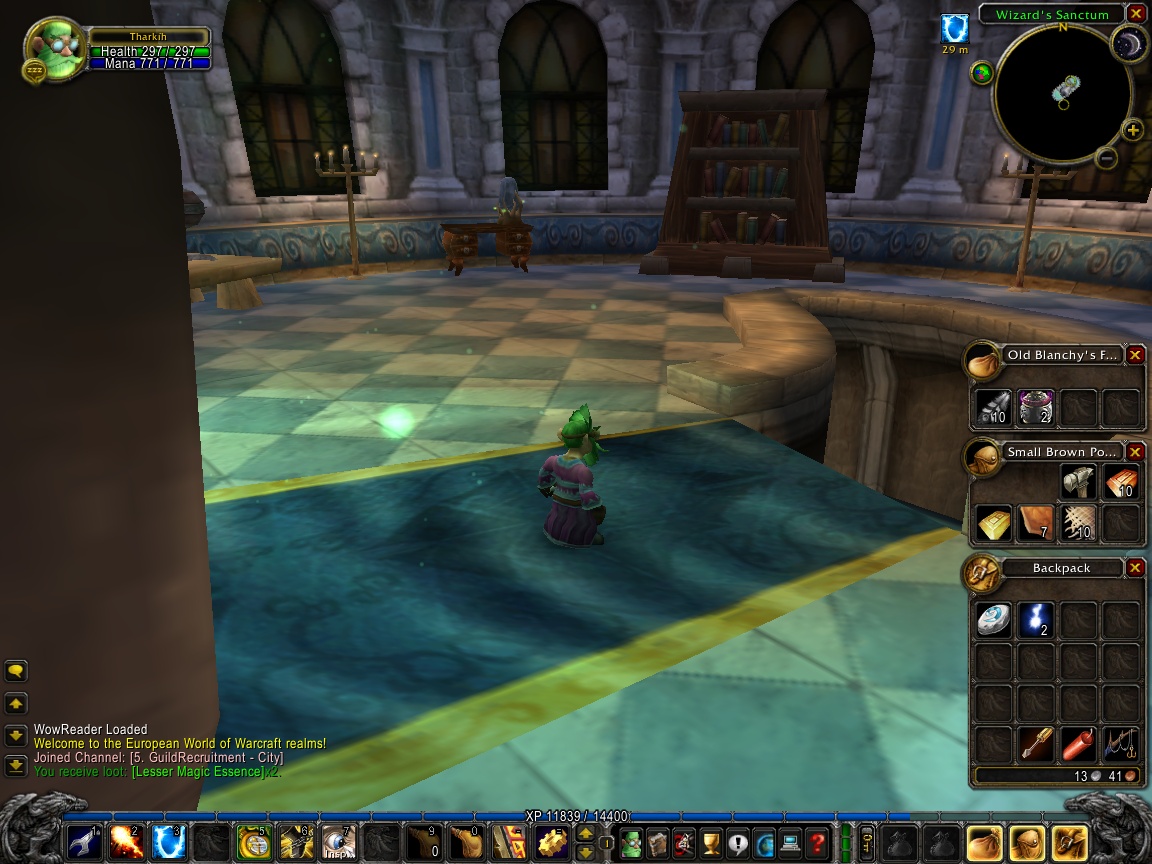 Tharkih
Health 297 / 297
Mana 771 / 771
zzz
Wizard's Sanctum
N
29 m
Old Blanchy's F...
10
2
Small Brown Po...
10
7
10
Backpack
2
13 41
WowReader Loaded
Welcome to the European World of Warcraft realms!
Joined Channel: [5. GuildRecruitment - City]
You receive loot: [Lesser Magic Essence]x2.
XP 11839 / 14400
1 2 3 5 6 7 9 0
0
1